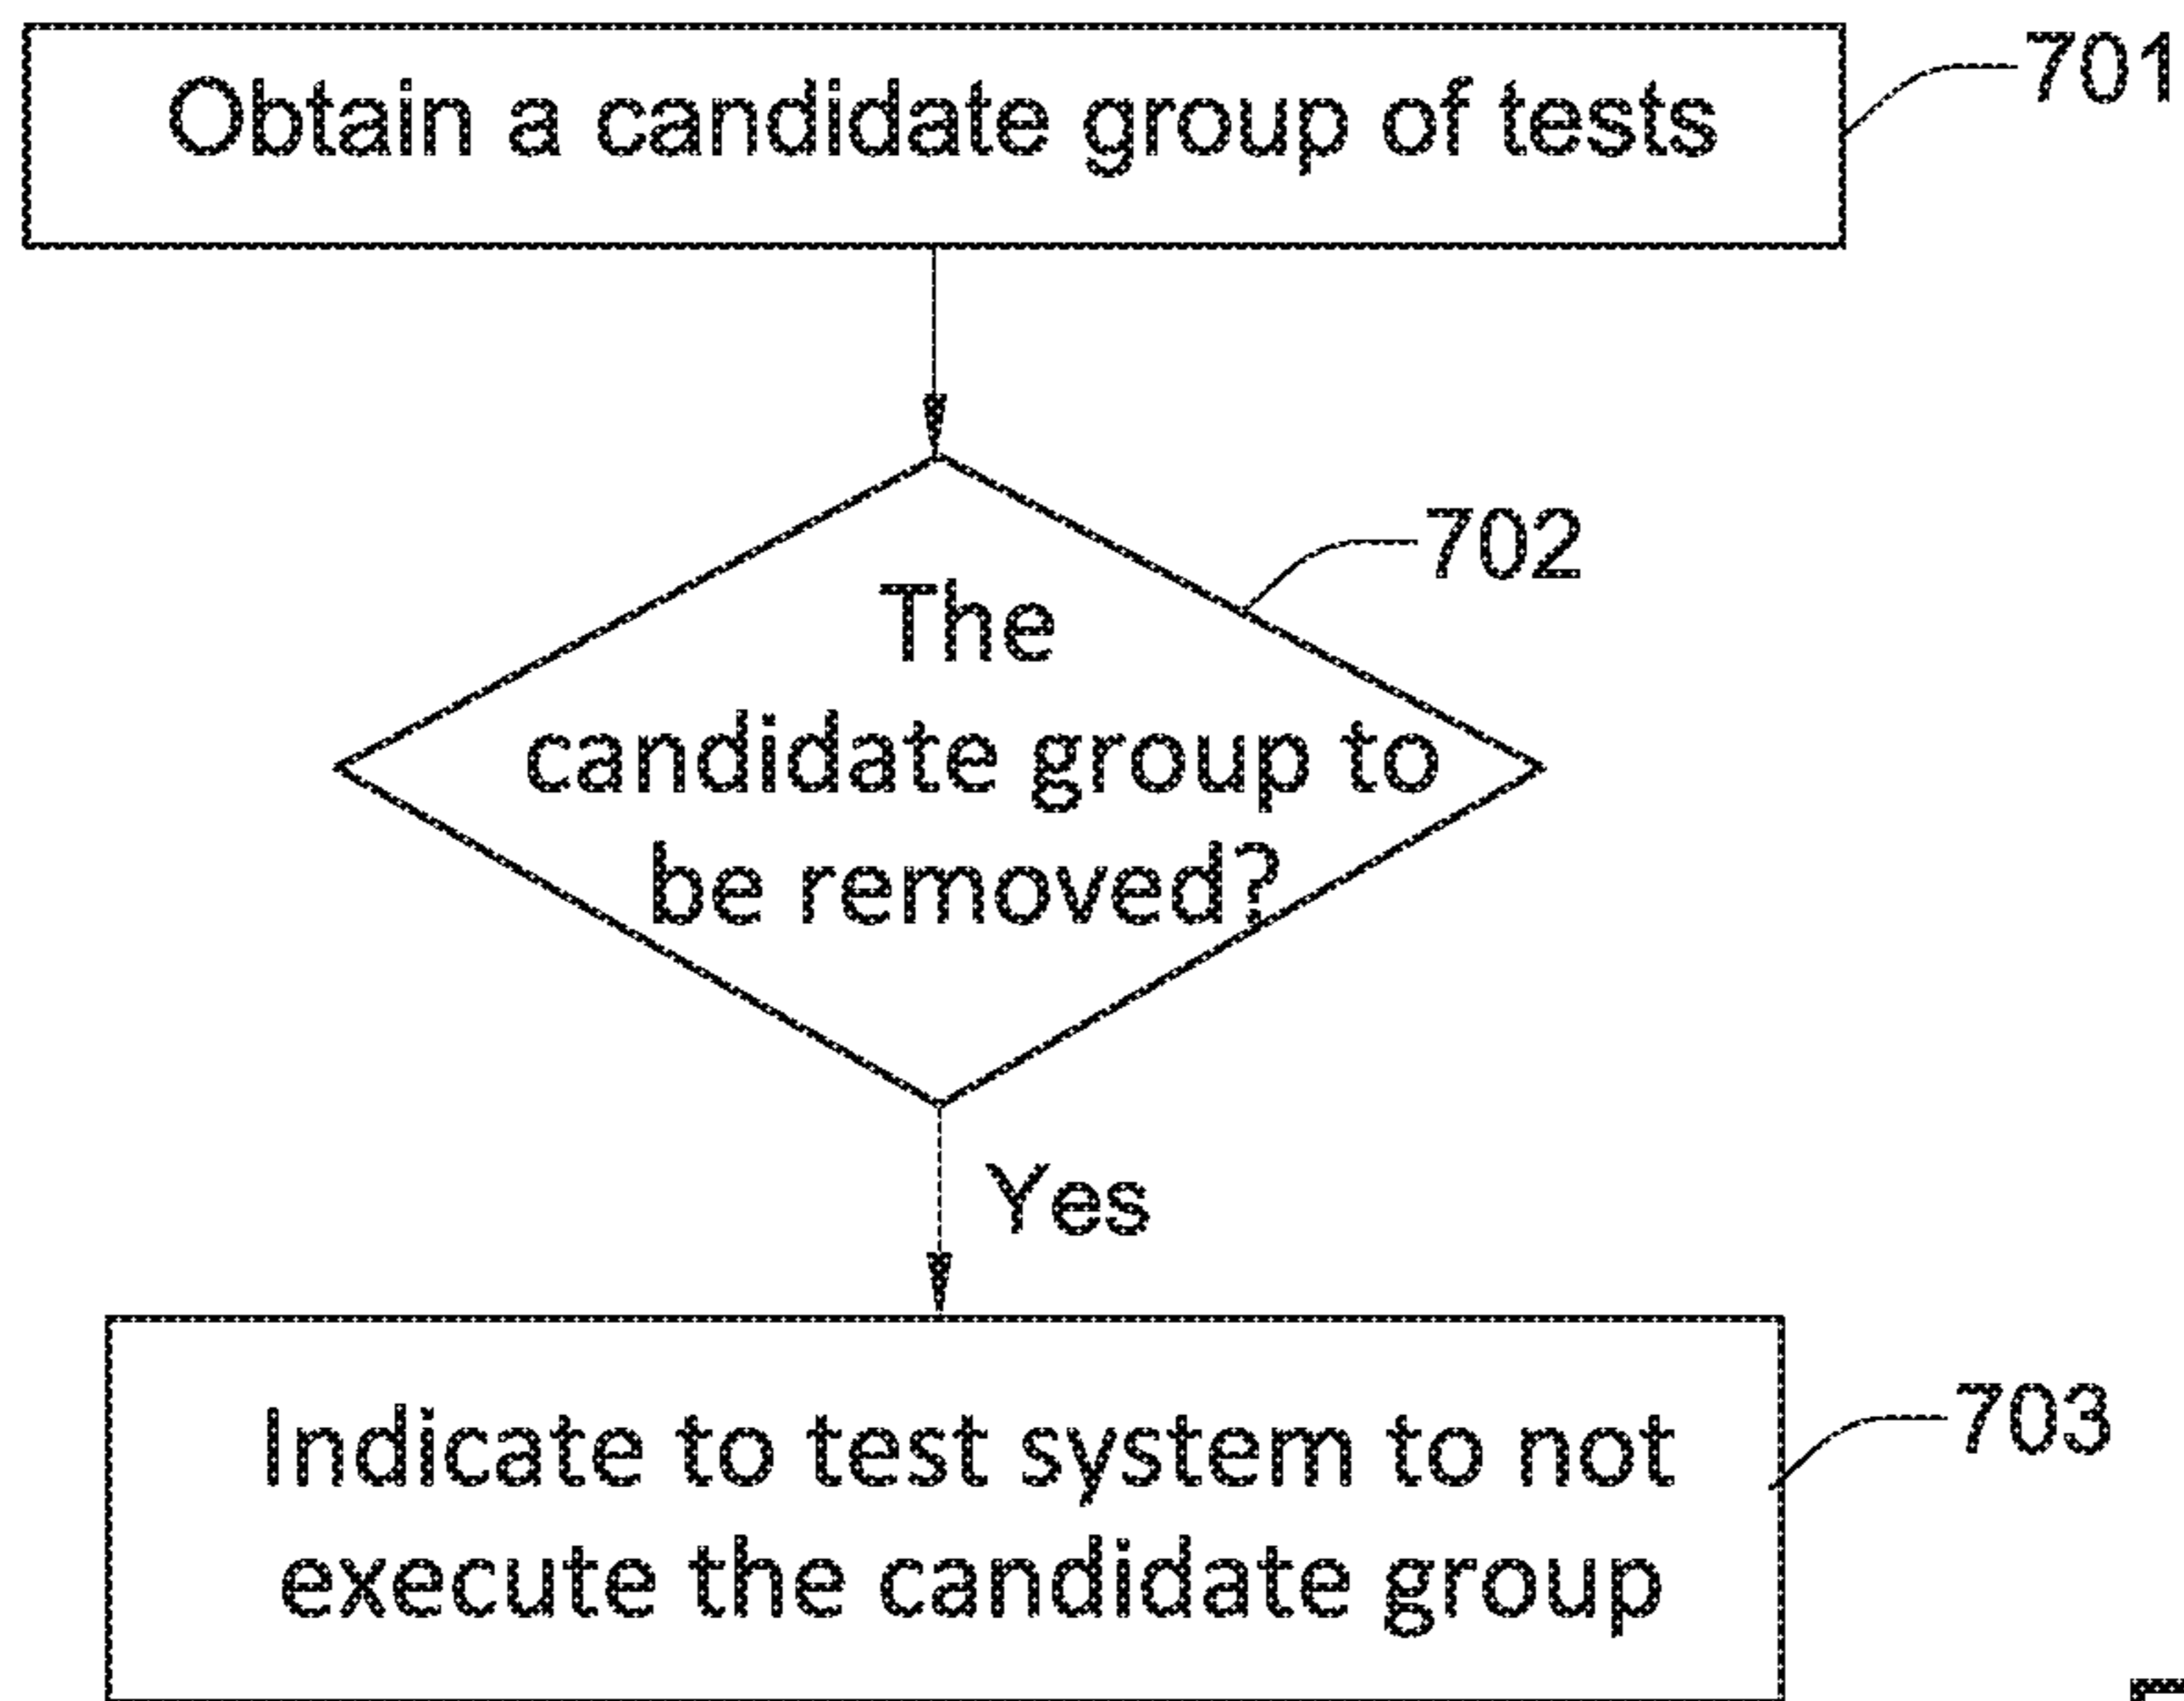 Obtain a candidate group of tests
701
702
The
candidate group to
be removed?
Yes
Indicate to test system to not
execute the candidate group
703